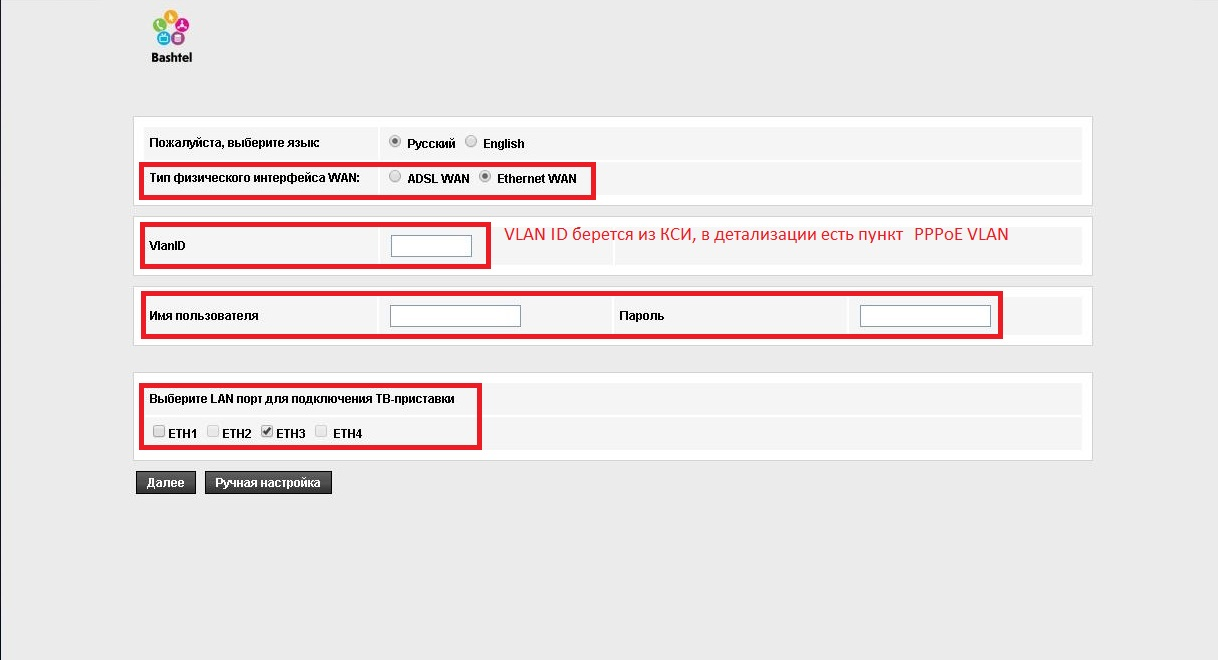 Bashtel
Пожалуйста, выберите язык: Русский English
Тип физического интерфейса WAN: ADSL WAN Ethernet WAN
VlanID VLAN ID берется из КСИ, в детализации есть пункт PPPoE VLAN
Имя пользователя Пароль
Выберите LAN порт для подключения ТВ-приставки
ETH1 ETH2 ETH3 ETH4
Далее Ручная настройка